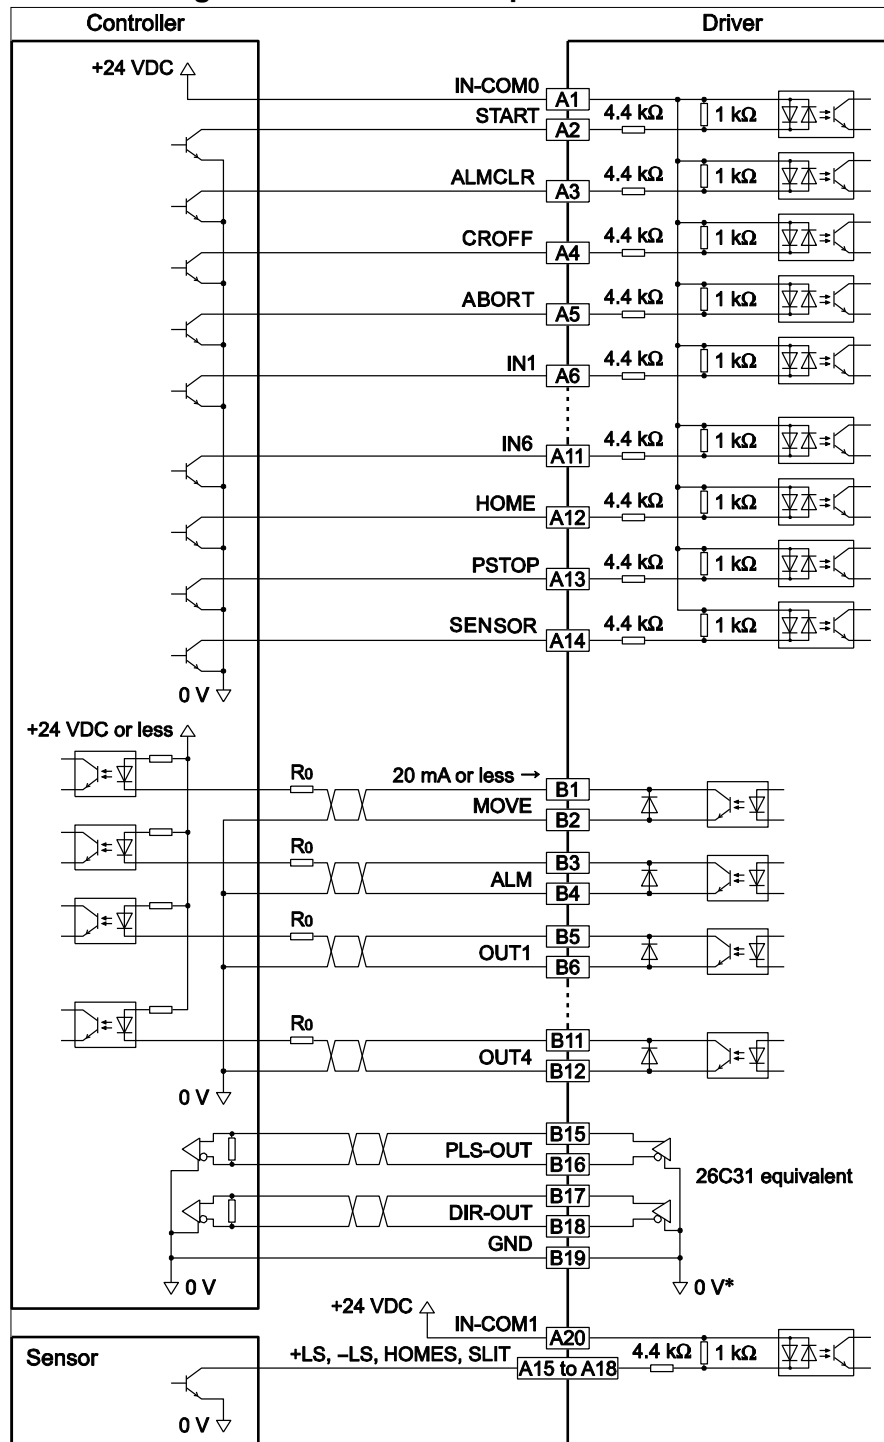 Controller
Driver
+24 VDC
IN-COM0
A1
START
A2
4.4 kΩ
1 kΩ
ALMCLR
A3
4.4 kΩ
1 kΩ
CROFF
A4
4.4 kΩ
1 kΩ
ABORT
A5
4.4 kΩ
1 kΩ
IN1
A6
4.4 kΩ
1 kΩ
IN6
A11
4.4 kΩ
1 kΩ
HOME
A12
4.4 kΩ
1 kΩ
PSTOP
A13
4.4 kΩ
1 kΩ
SENSOR
A14
4.4 kΩ
1 kΩ
0 V
+24 VDC or less
R0
20 mA or less →
B1
MOVE
B2
R0
B3
ALM
B4
R0
B5
OUT1
B6
R0
B11
OUT4
B12
0 V
B15
PLS-OUT
B16
26C31 equivalent
B17
DIR-OUT
B18
GND
B19
0 V
0 V*
+24 VDC
IN-COM1
A20
Sensor
+LS, –LS, HOMES, SLIT
A15 to A18
4.4 kΩ
1 kΩ
0 V